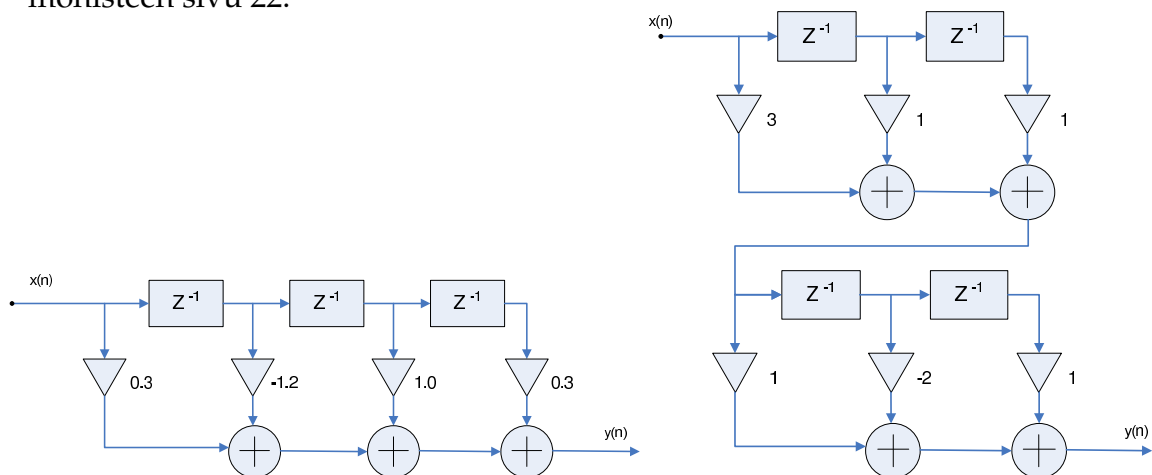 monisteen sivu 22.
x(n)
Z⁻¹
Z⁻¹
3
1
1
x(n)
Z⁻¹
Z⁻¹
Z⁻¹
0.3
-1.2
1.0
0.3
y(n)
Z⁻¹
Z⁻¹
1
-2
1
y(n)